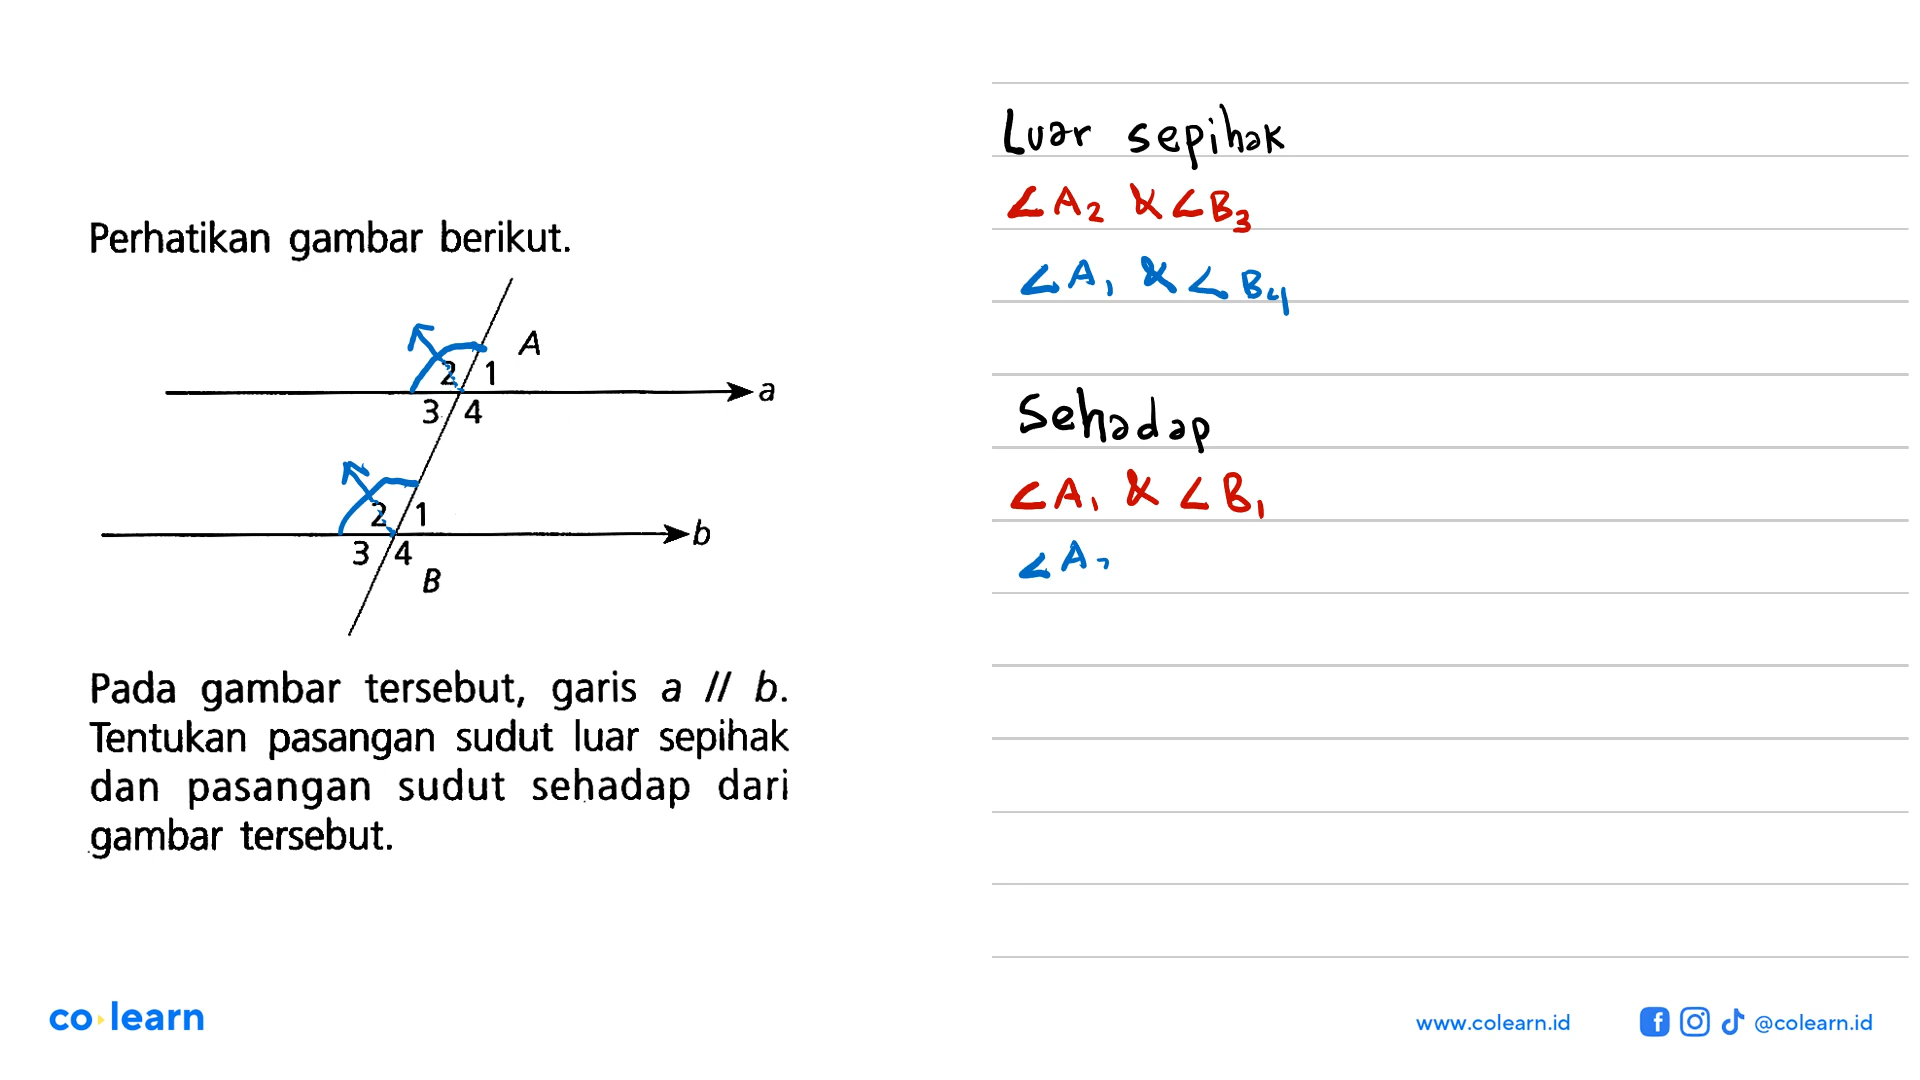 Perhatikan gambar berikut.
A
2 1
a
3 4
2 1
b
3 4
B
Pada gambar tersebut, garis a // b.
Tentukan pasangan sudut luar sepihak
dan pasangan sudut sehadap dari
gambar tersebut.
Luar sepihak
∠A₂ & ∠B₃
∠A₁ & ∠B₄
Sehadap
∠A₁ & ∠B₁
∠A
co learn
www.colearn.id
@colearn.id